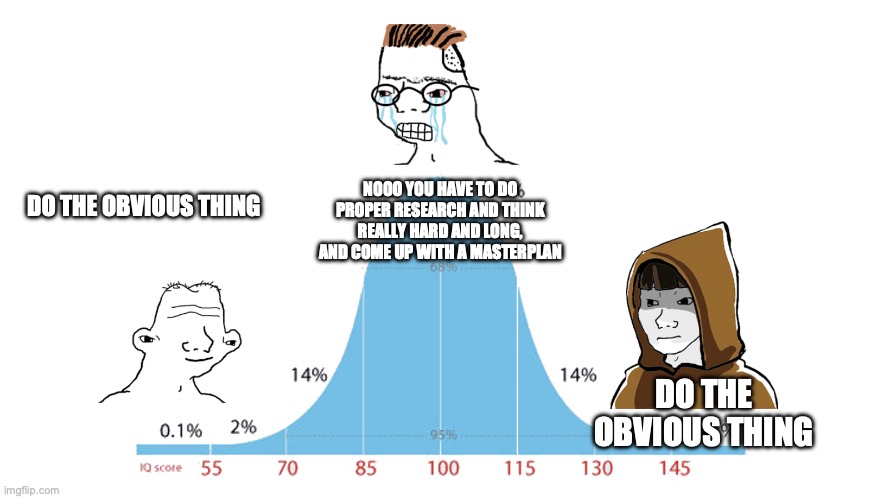 DO THE OBVIOUS THING
NOOO YOU HAVE TO DO
PROPER RESEARCH AND THINK
REALLY HARD AND LONG,
AND COME UP WITH A MASTERPLAN
68%
14%
14%
DO THE
OBVIOUS THING
0.1%
2%
95%
IQ score
55
70
85
100
115
130
145
imgflip.com